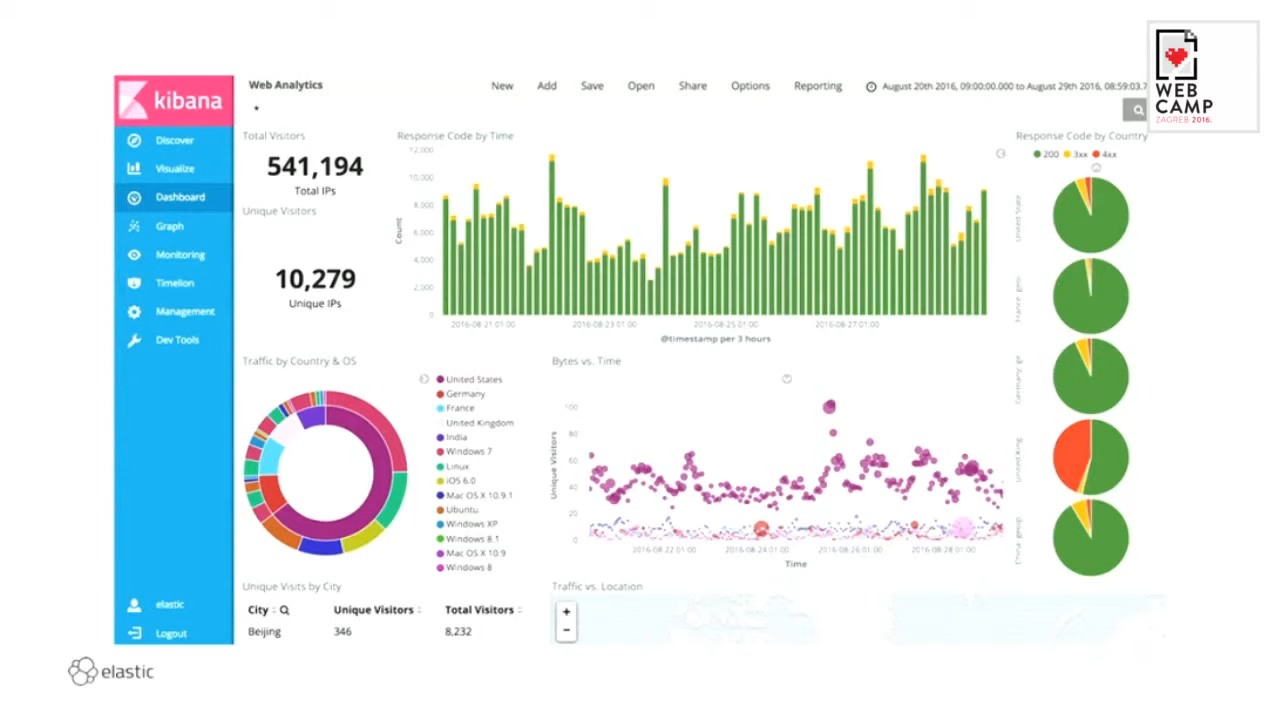 WEB
CAMP
ZAGREB 2016.
kibana
Discover
Visualize
Dashboard
Graph
Monitoring
Timelion
Management
Dev Tools
elastic
Logout
Web Analytics
New Add Save Open Share Options Reporting August 20th 2016, 09:00:00.000 to August 29th 2016, 08:59:03.7
*
Total Visitors
541,194
Total IPs
Unique Visitors
10,279
Unique IPs
Response Code by Time
12,000
10,000
8,000
6,000
4,000
2,000
0
Count
2016-08-21 01:00 2016-08-23 01:00 2016-08-25 01:00 2016-08-27 01:00
@timestamp per 3 hours
Response Code by Country
200 3xx 4xx
United State
Germany: ge
United King
Traffic by Country & OS
United States
Germany
France
United Kingdom
India
Windows 7
Linux
iOS 6.0
Mac OS X 10.9.1
Ubuntu
Windows XP
Windows 8.1
Mac OS X 10.9
Windows 8
Bytes vs. Time
100
80
60
40
20
0
Unique Visitors
2016-08-22 01:00 2016-08-24 01:00 2016-08-26 01:00 2016-08-28 01:00
Time
Unique Visits by City
City Unique Visitors Total Visitors
Beijing 346 8,232
Traffic vs. Location
+
−
elastic